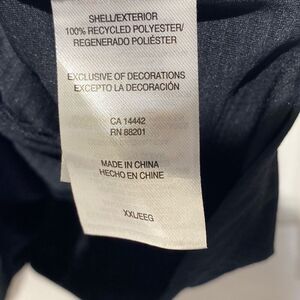 SHELL/EXTERIOR
100% RECYCLED POLYESTER/
REGENERADO POLIÉSTER
EXCLUSIVE OF DECORATIONS
EXCEPTO LA DECORACIÓN
CA 14442
RN 88201
MADE IN CHINA
HECHO EN CHINE
XXL/EEG